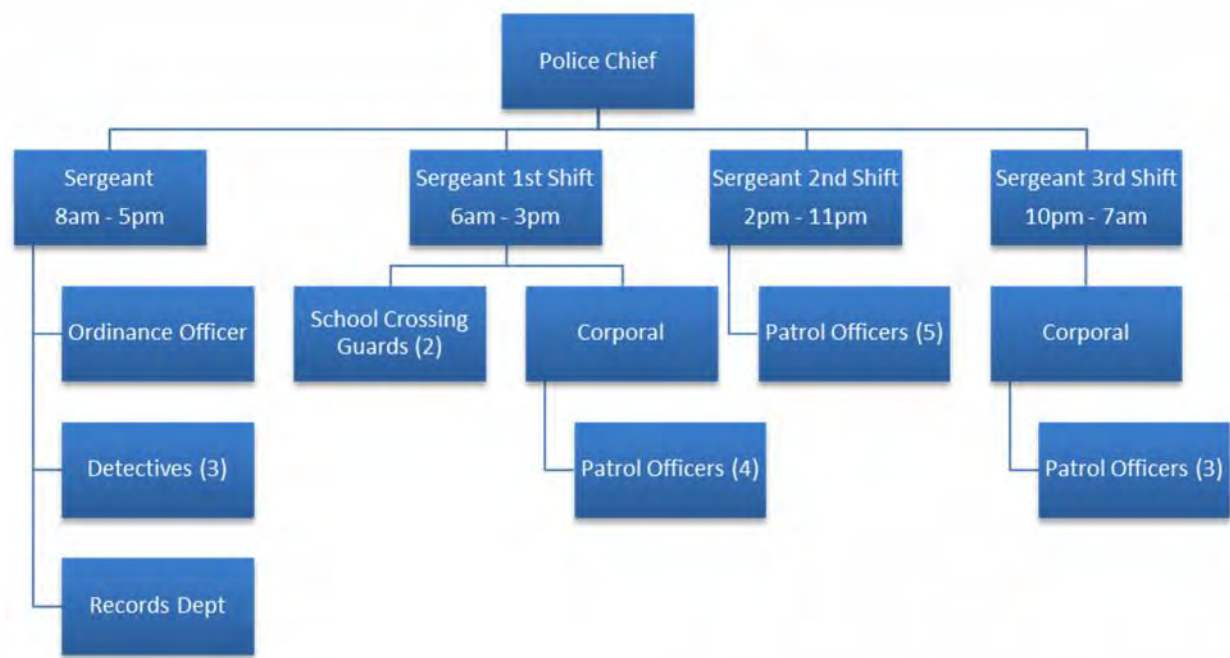 Police Chief
Sergeant
8am - 5pm
Sergeant 1st Shift
6am - 3pm
Sergeant 2nd Shift
2pm - 11pm
Sergeant 3rd Shift
10pm - 7am
Ordinance Officer
School Crossing
Guards (2)
Corporal
Patrol Officers (5)
Corporal
Detectives (3)
Patrol Officers (4)
Patrol Officers (3)
Records Dept